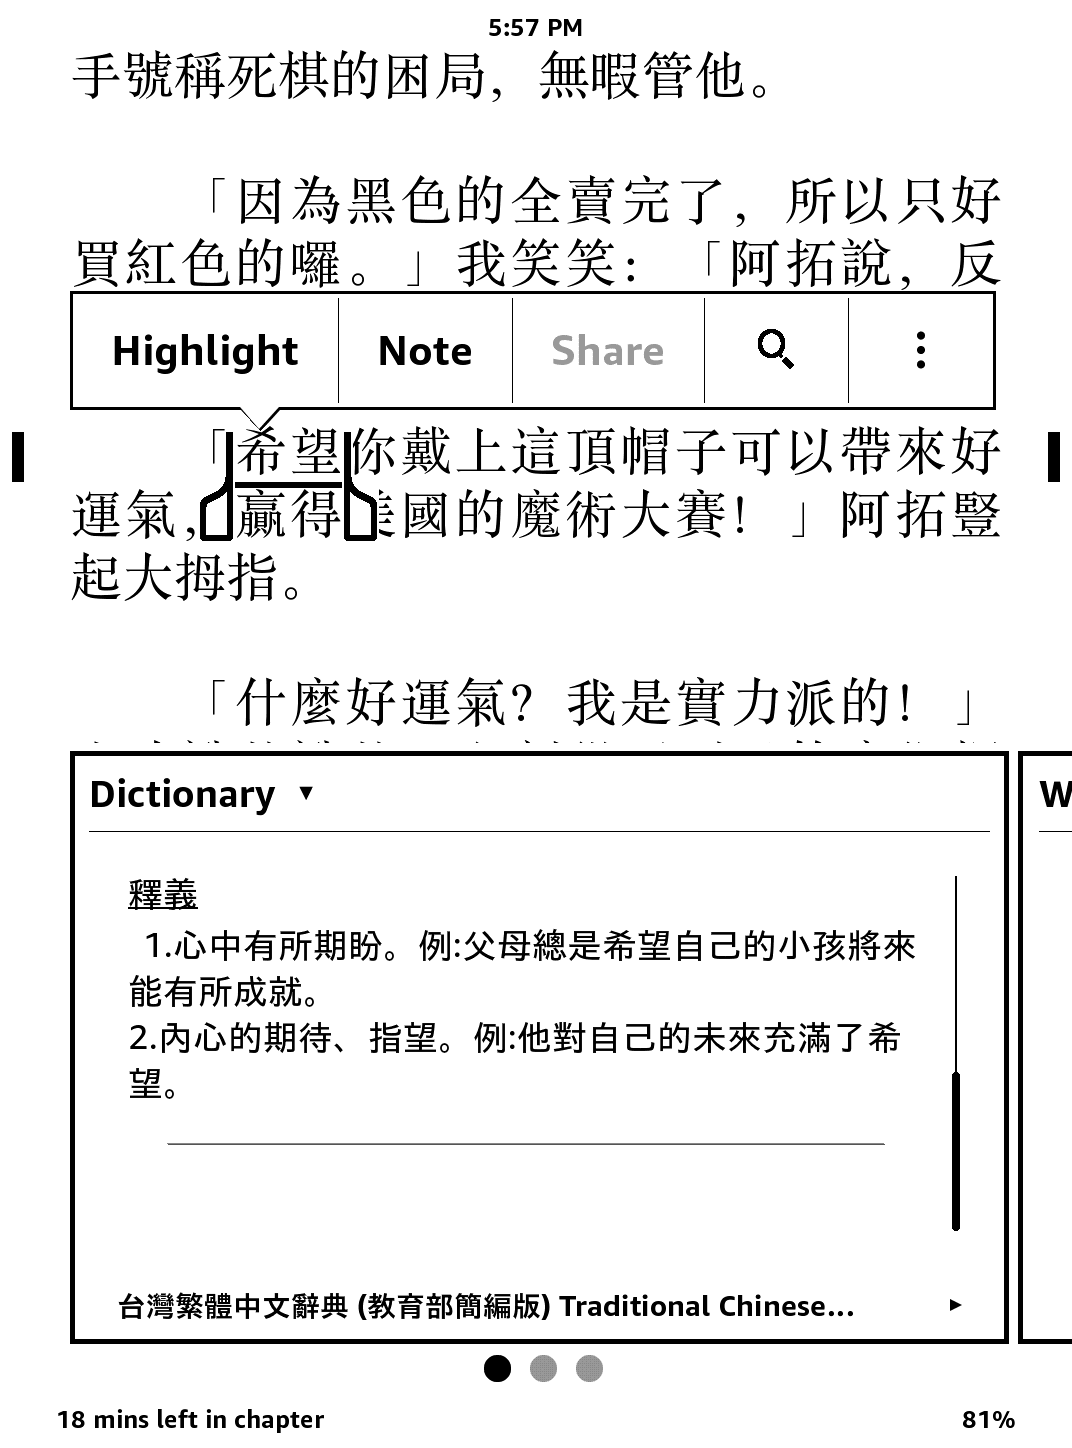 5:57 PM
手號稱死棋的困局，無暇管他。
「因為黑色的全賣完了，所以只好
買紅色的囉。」我笑笑：「阿拓說，反
Highlight Note Share
「希望你戴上這頂帽子可以帶來好
運氣，贏得美國的魔術大賽！」阿拓豎
起大拇指。
「什麼好運氣？我是實力派的！」
Dictionary ▼
W
釋義
1.心中有所期盼。例:父母總是希望自己的小孩將來
能有所成就。
2.內心的期待、指望。例:他對自己的未來充滿了希
望。
台灣繁體中文辭典 (教育部簡編版) Traditional Chinese...
18 mins left in chapter 81%